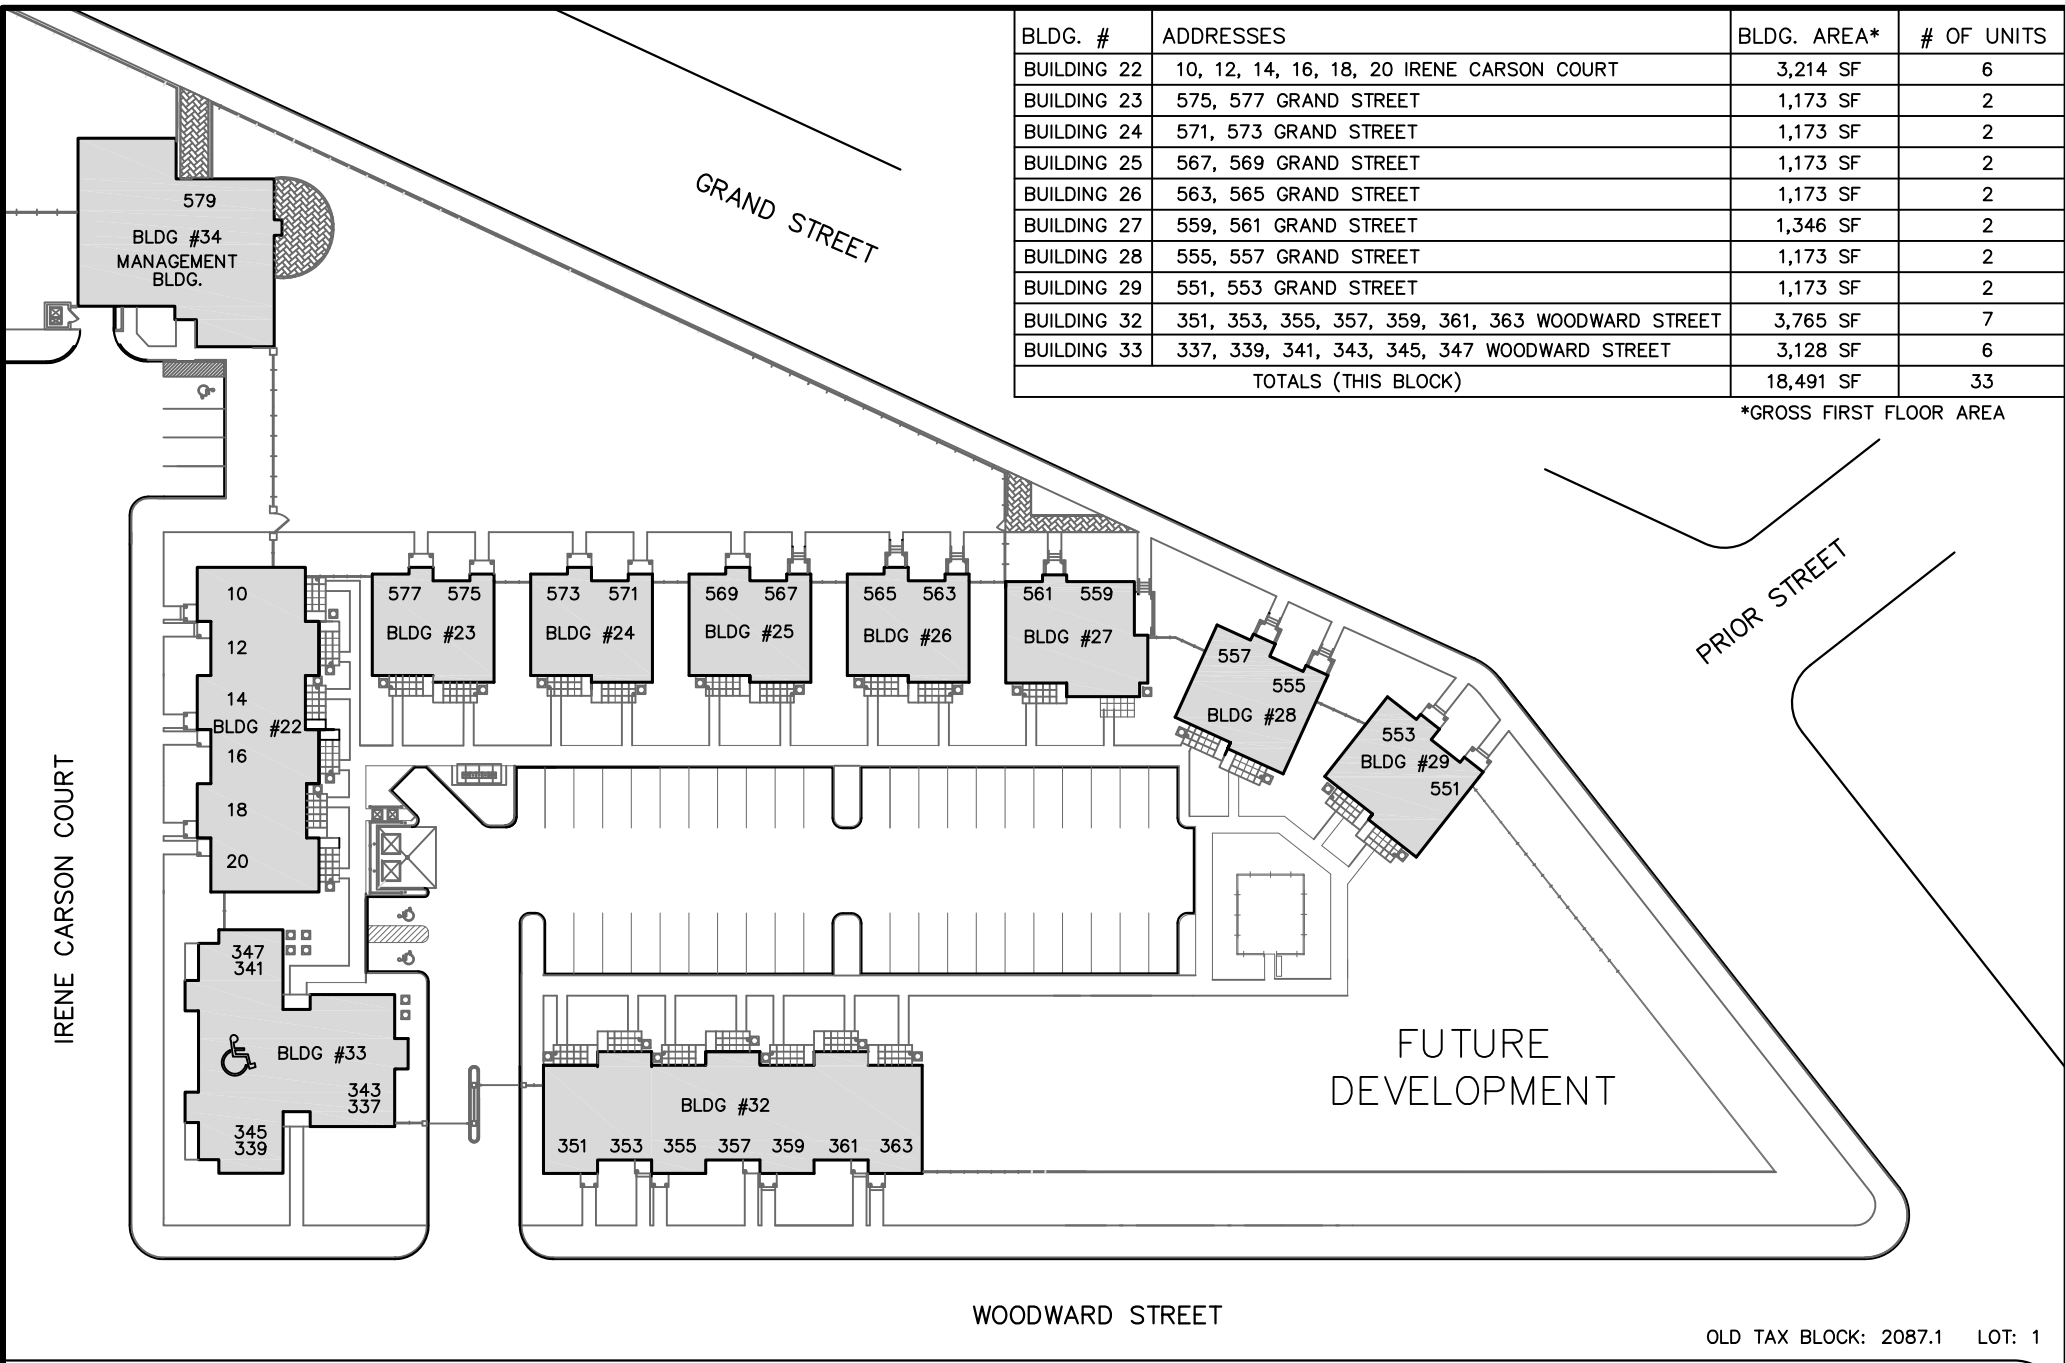 BLDG. # ADDRESSES BLDG. AREA* # OF UNITS
BUILDING 22 10, 12, 14, 16, 18, 20 IRENE CARSON COURT 3,214 SF 6
BUILDING 23 575, 577 GRAND STREET 1,173 SF 2
BUILDING 24 571, 573 GRAND STREET 1,173 SF 2
BUILDING 25 567, 569 GRAND STREET 1,173 SF 2
BUILDING 26 563, 565 GRAND STREET 1,173 SF 2
BUILDING 27 559, 561 GRAND STREET 1,346 SF 2
BUILDING 28 555, 557 GRAND STREET 1,173 SF 2
BUILDING 29 551, 553 GRAND STREET 1,173 SF 2
BUILDING 32 351, 353, 355, 357, 359, 361, 363 WOODWARD STREET 3,765 SF 7
BUILDING 33 337, 339, 341, 343, 345, 347 WOODWARD STREET 3,128 SF 6
TOTALS (THIS BLOCK) 18,491 SF 33
*GROSS FIRST FLOOR AREA
GRAND STREET
579
BLDG #34
MANAGEMENT
BLDG.
PRIOR STREET
577 575
BLDG #23
573 571
BLDG #24
569 567
BLDG #25
565 563
BLDG #26
561 559
BLDG #27
557
555
BLDG #28
553
BLDG #29
551
10
12
14
BLDG #22
16
18
20
IRENE CARSON COURT
347
341
BLDG #33
343
337
345
339
BLDG #32
351 353 355 357 359 361 363
FUTURE
DEVELOPMENT
WOODWARD STREET
OLD TAX BLOCK: 2087.1 LOT: 1